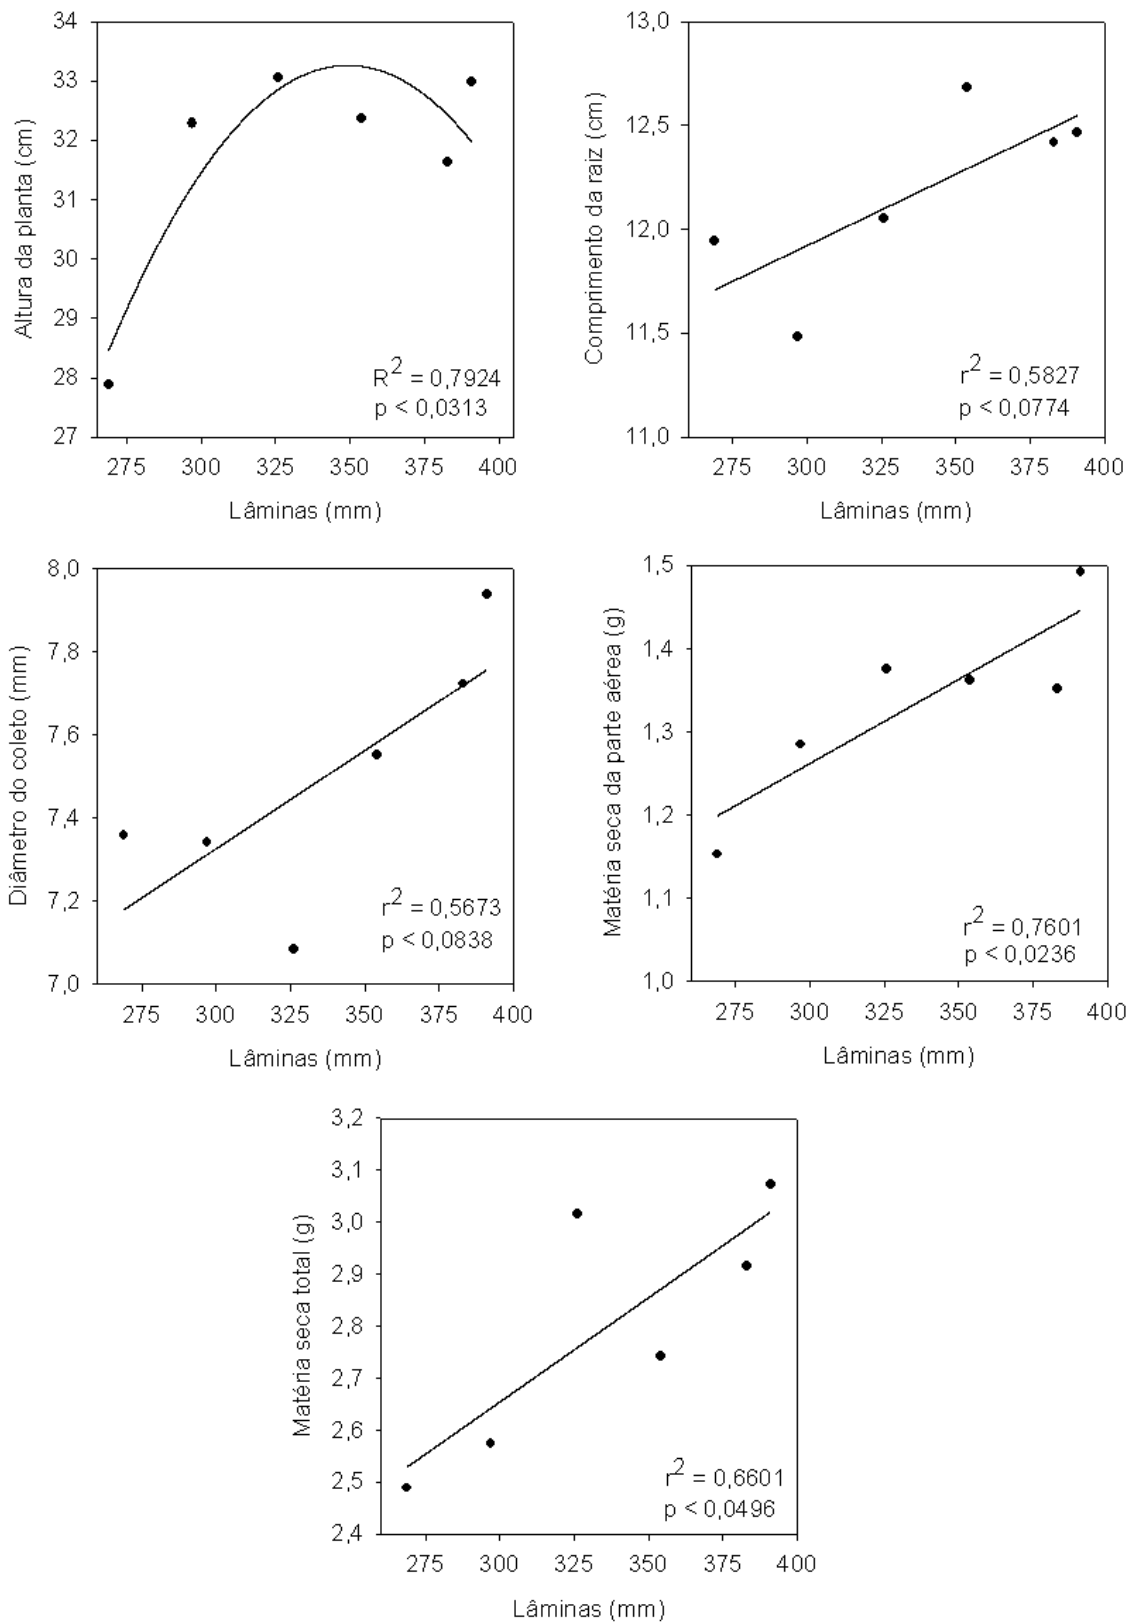 34
33
32
31
30
29
28
27
Altura da planta (cm)
R² = 0,7924
p < 0,0313
275 300 325 350 375 400
Lâminas (mm)
13,0
12,5
12,0
11,5
11,0
Comprimento da raiz (cm)
r² = 0,5827
p < 0,0774
275 300 325 350 375 400
Lâminas (mm)
8,0
7,8
7,6
7,4
7,2
7,0
Diâmetro do coleto (mm)
r² = 0,5673
p < 0,0838
275 300 325 350 375 400
Lâminas (mm)
1,5
1,4
1,3
1,2
1,1
1,0
Matéria seca da parte aérea (g)
r² = 0,7601
p < 0,0236
275 300 325 350 375 400
Lâminas (mm)
3,2
3,1
3,0
2,9
2,8
2,7
2,6
2,5
2,4
Matéria seca total (g)
r² = 0,6601
p < 0,0496
275 300 325 350 375 400
Lâminas (mm)